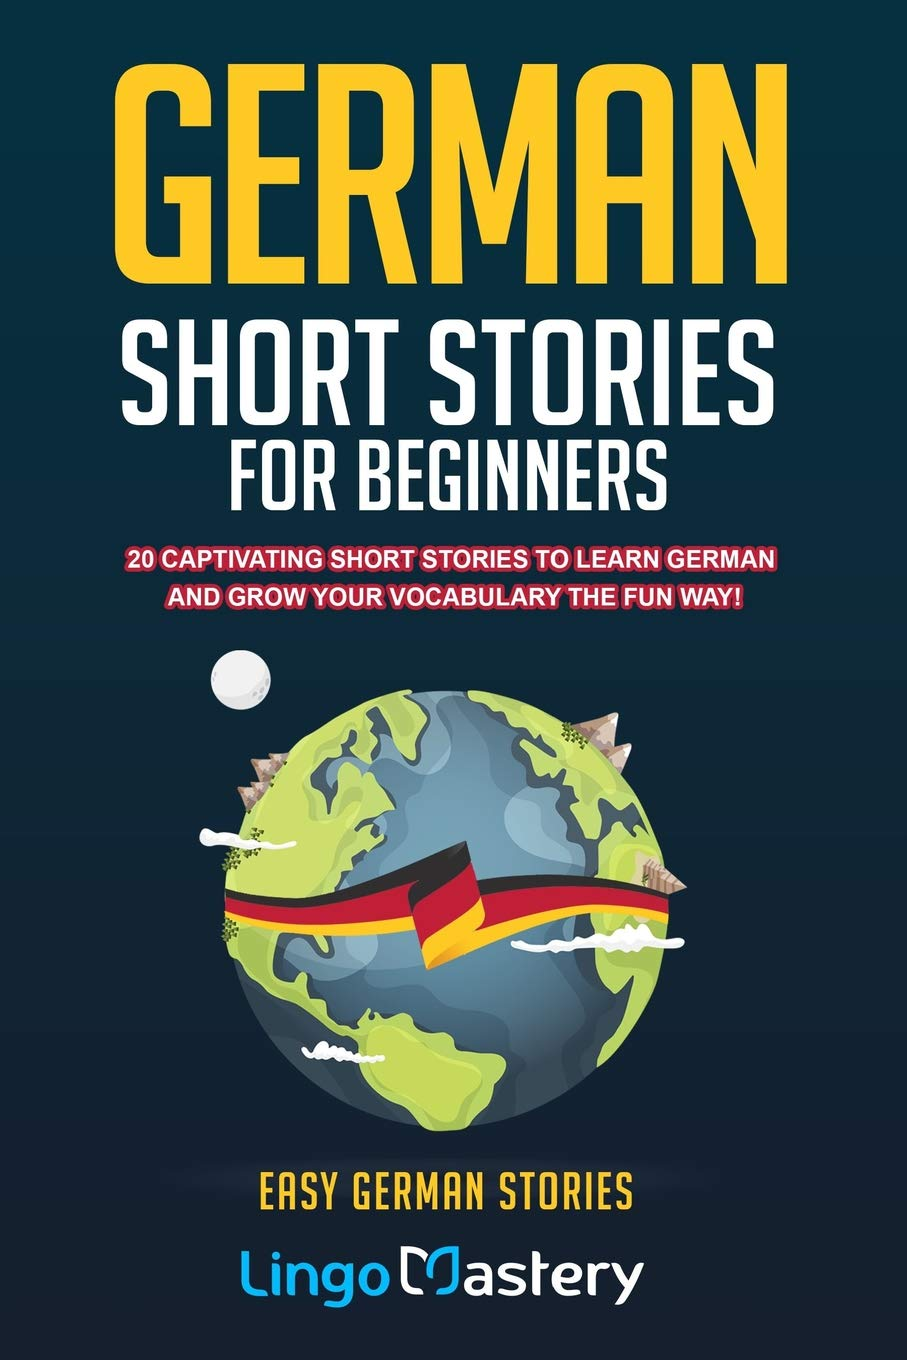 GERMAN
SHORT STORIES
FOR BEGINNERS
20 CAPTIVATING SHORT STORIES TO LEARN GERMAN
AND GROW YOUR VOCABULARY THE FUN WAY!
EASY GERMAN STORIES
LingoMastery